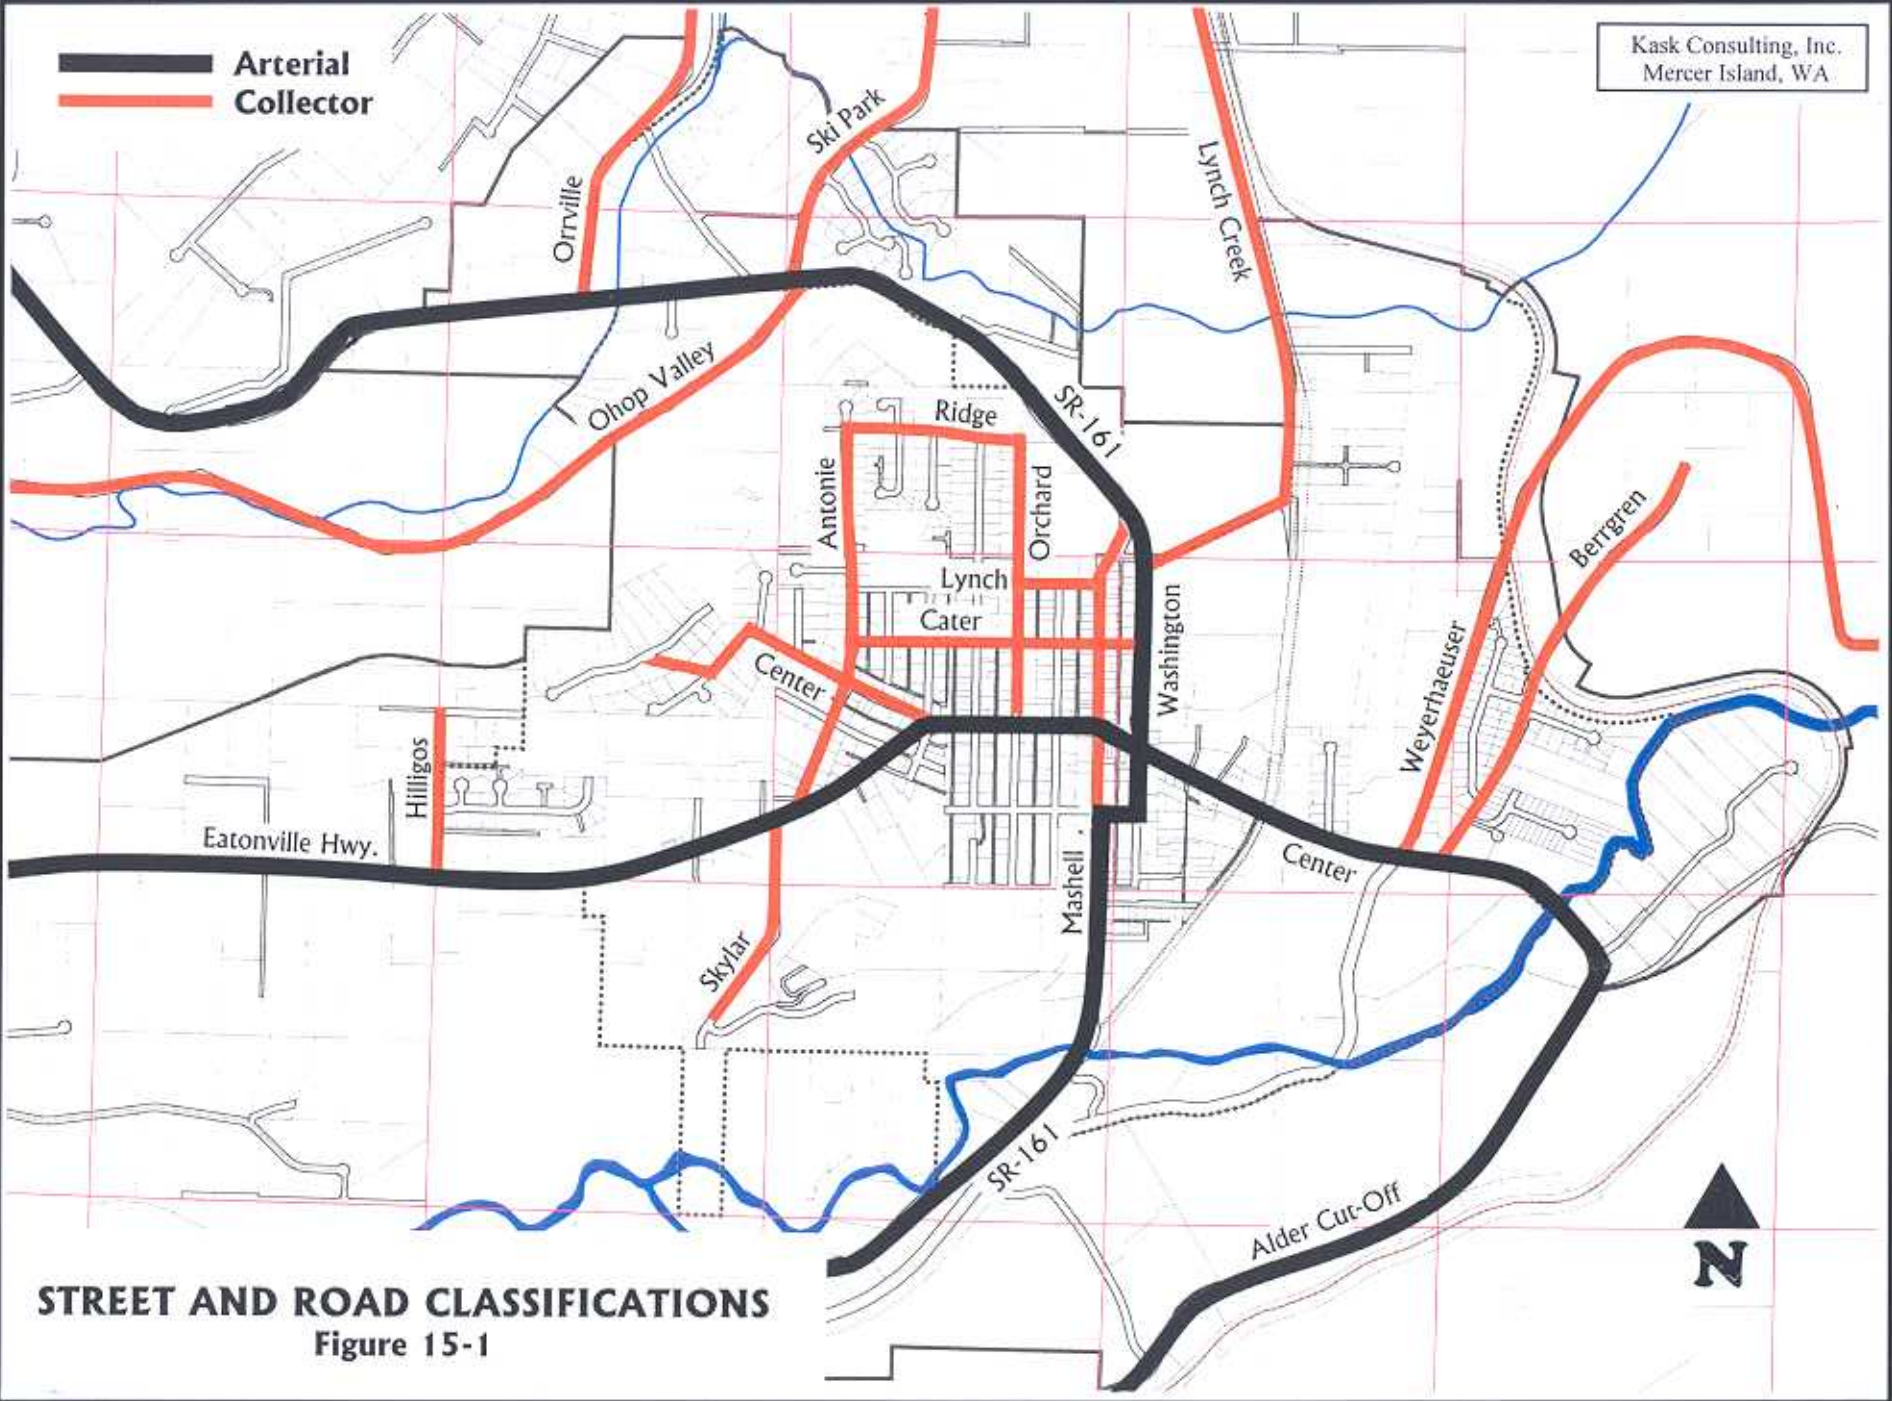 Arterial
Collector
Kask Consulting, Inc.
Mercer Island, WA
Ski Park
Orrville
Lynch Creek
Ohop Valley
SR-161
Ridge
Antonie
Orchard
Berrgren
Lynch
Cater
Washington
Weyerhaeuser
Center
Hilligos
Eatonville Hwy.
Center
Mashell
Skylar
SR-161
Alder Cut-Off
N
STREET AND ROAD CLASSIFICATIONS
Figure 15-1